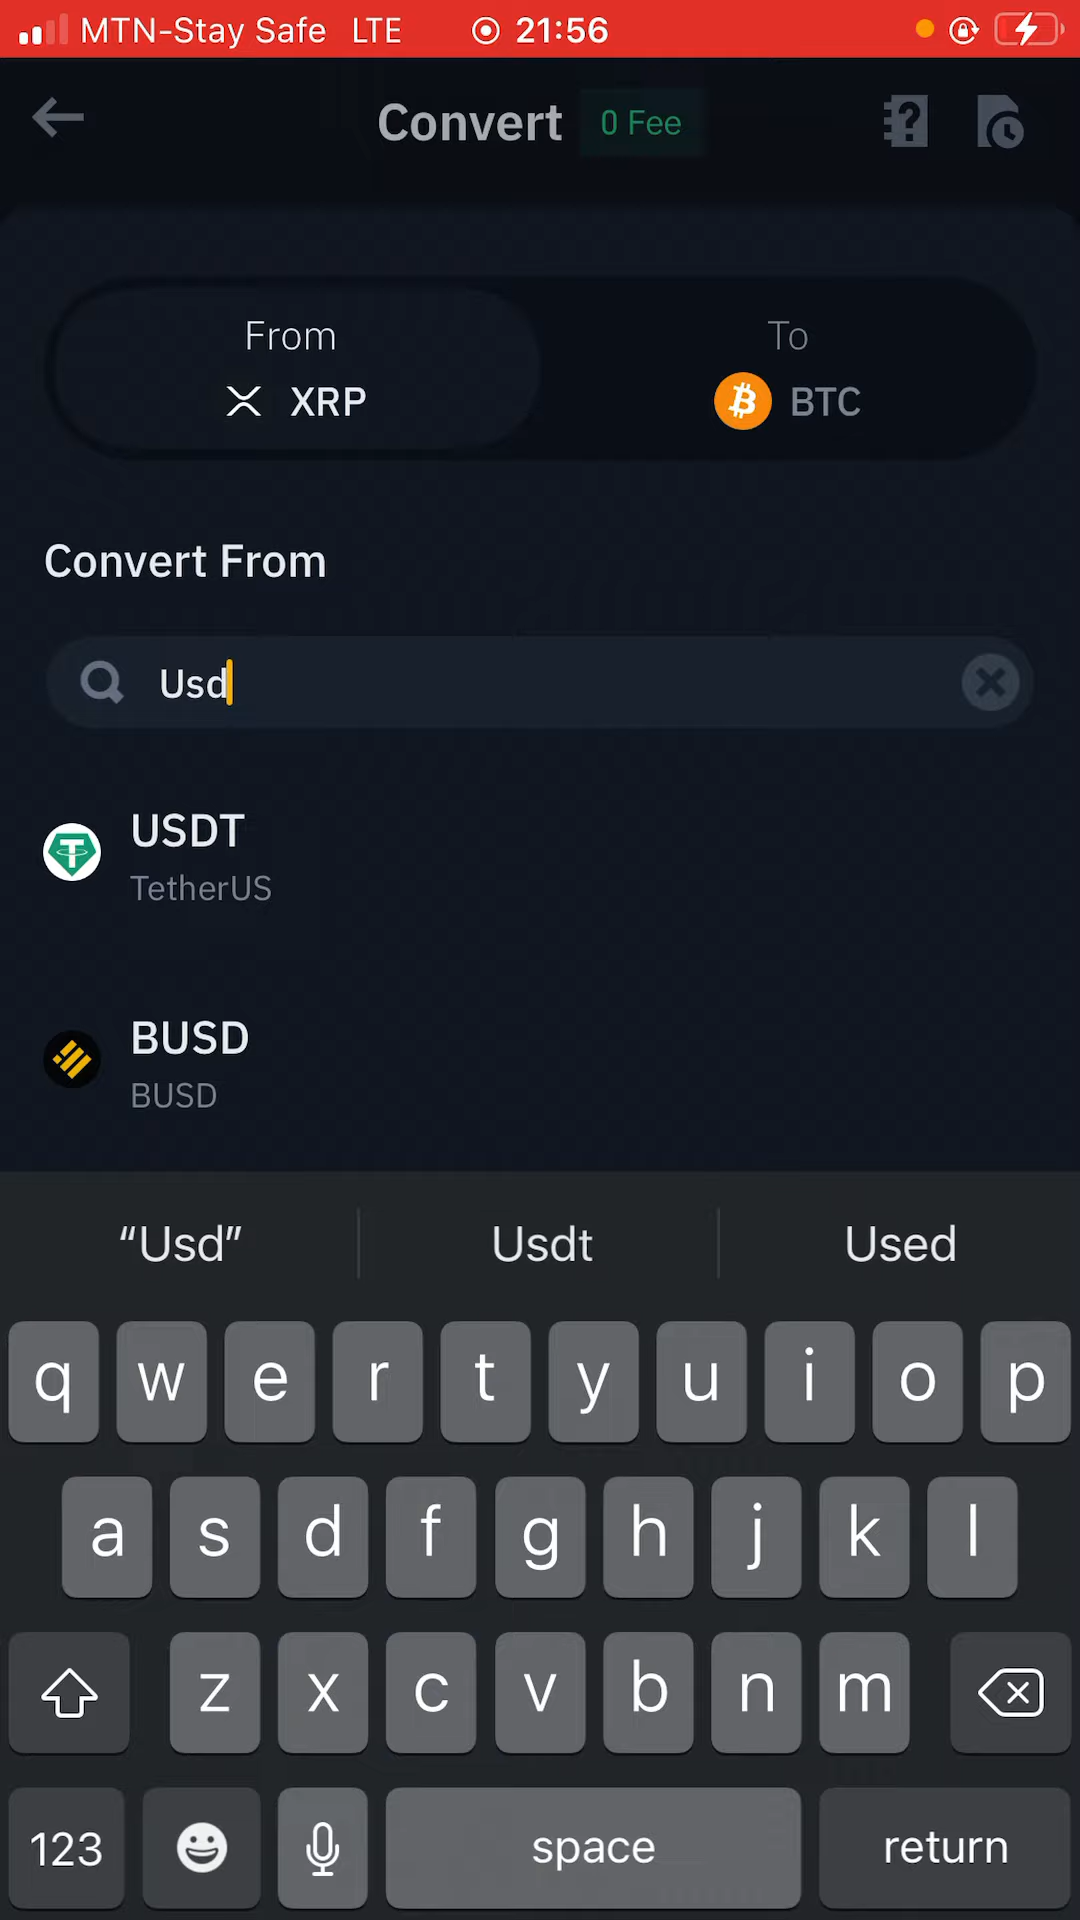 MTN-Stay Safe LTE 21:56
Convert 0 Fee
From To
XRP BTC
Convert From
Usd
USDT
TetherUS
BUSD
BUSD
“Usd” Usdt Used
q w e r t y u i o p
a s d f g h j k l
z x c v b n m
123 space return